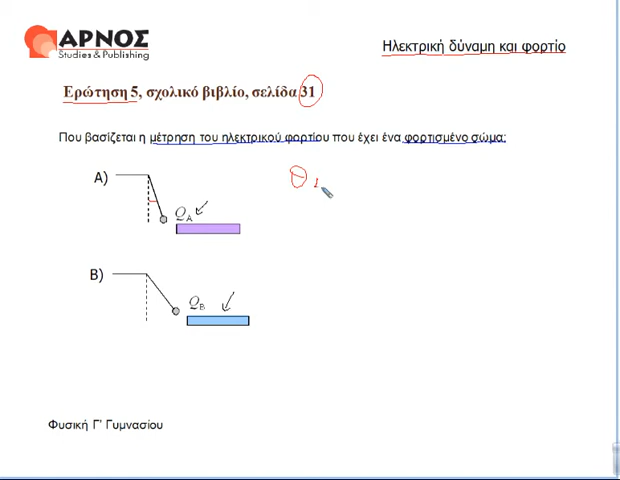 ΑΡΝΟΣ
Studies & Publishing
Ηλεκτρική δύναμη και φορτίο
Ερώτηση 5, σχολικό βιβλίο, σελίδα 31
Που βασίζεται η μέτρηση του ηλεκτρικού φορτίου που έχει ένα φορτισμένο σώμα;
Α)
Q_A
Θ
Β)
Q_B
Φυσική Γ' Γυμνασίου